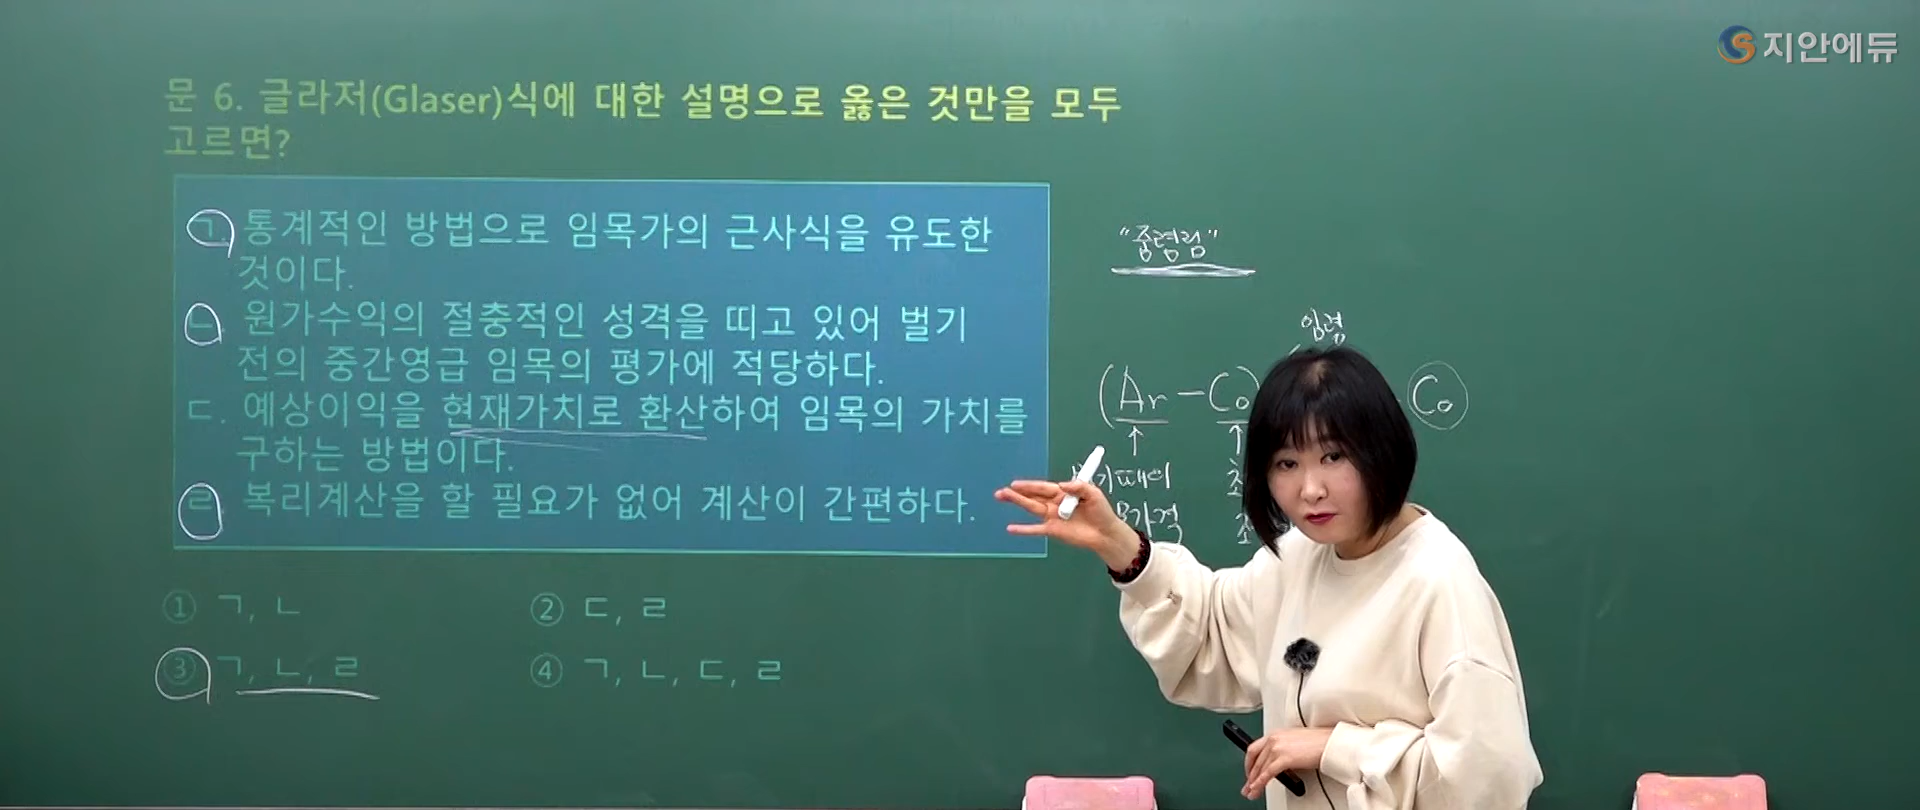 지안에듀
문 6. 글라저(Glaser)식에 대한 설명으로 옳은 것만을 모두
고르면?
ㄱ. 통계적인 방법으로 임목가의 근사식을 유도한
것이다.
ㄴ. 원가수익의 절충적인 성격을 띠고 있어 벌기
전의 중간영급 임목의 평가에 적당하다.
ㄷ. 예상이익을 현재가치로 환산하여 임목의 가치를
구하는 방법이다.
ㄹ. 복리계산을 할 필요가 없어 계산이 간편하다.
① ㄱ, ㄴ
② ㄷ, ㄹ
③ ㄱ, ㄴ, ㄹ
④ ㄱ, ㄴ, ㄷ, ㄹ
"중령림"
임령
(Ar - Co) Co